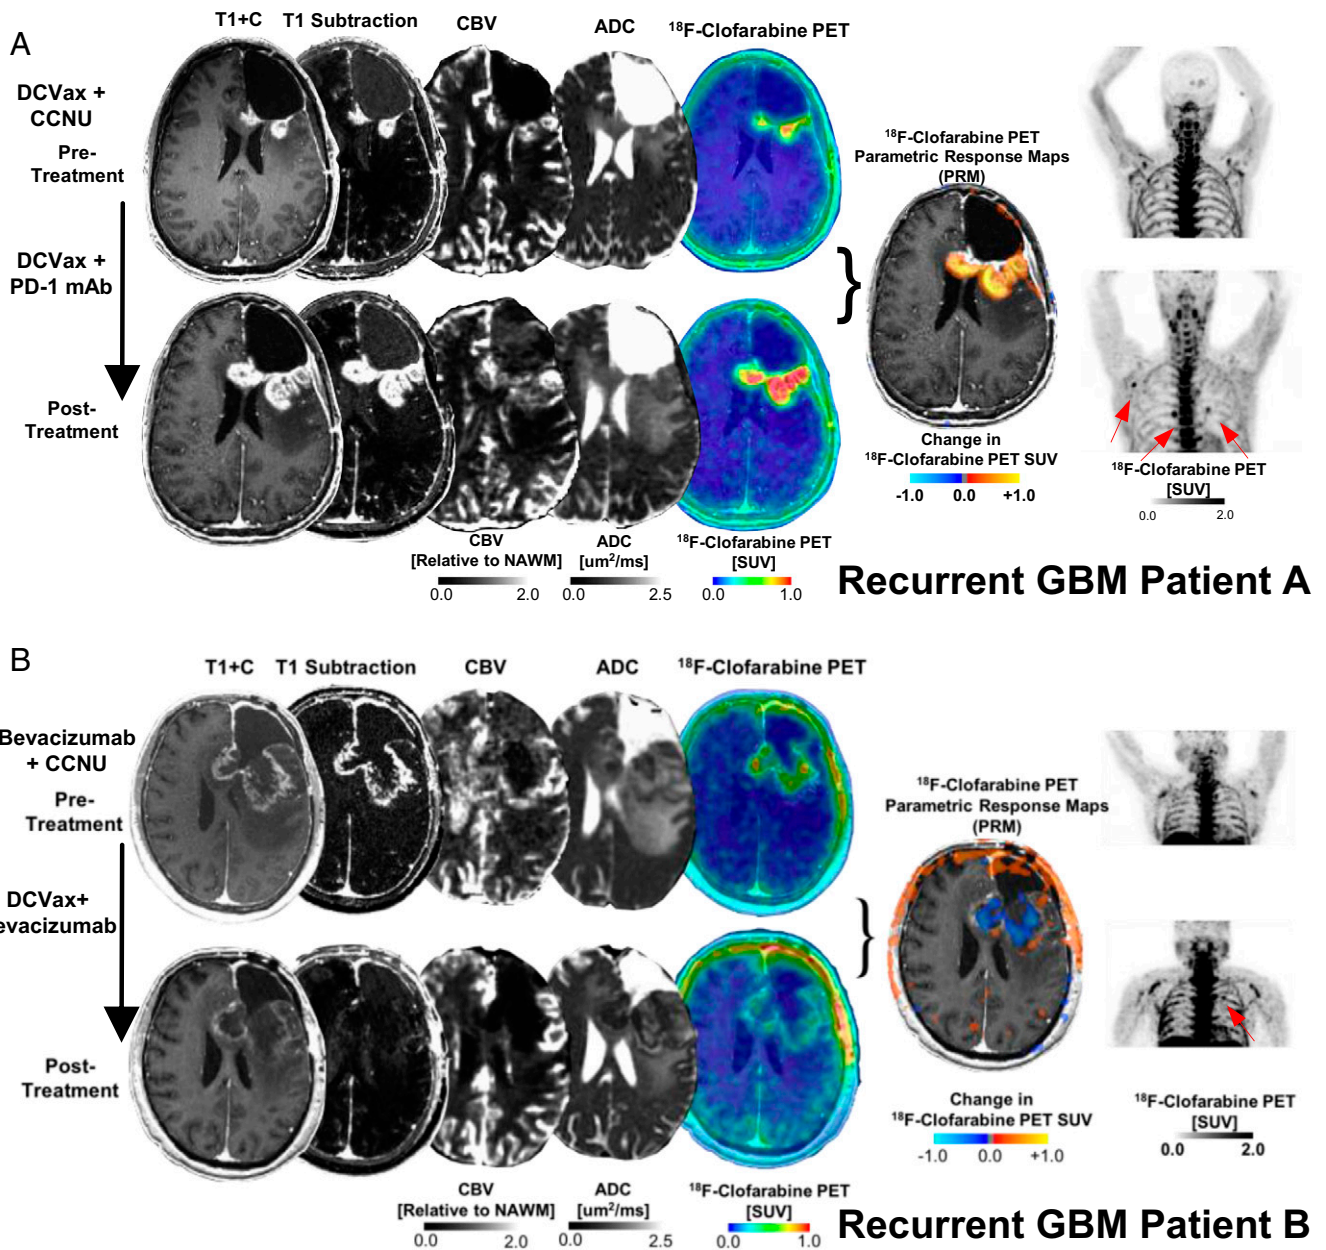 A
T1+C T1 Subtraction CBV ADC ¹⁸F-Clofarabine PET
DCVax +
CCNU
Pre-
Treatment
DCVax +
PD-1 mAb
Post-
Treatment
¹⁸F-Clofarabine PET
Parametric Response Maps
(PRM)
Change in
¹⁸F-Clofarabine PET SUV
-1.0 0.0 +1.0
¹⁸F-Clofarabine PET
[SUV]
0.0 2.0
CBV
[Relative to NAWM]
0.0 2.0
ADC
[um²/ms]
0.0 2.5
¹⁸F-Clofarabine PET
[SUV]
0.0 1.0
Recurrent GBM Patient A
B
T1+C T1 Subtraction CBV ADC ¹⁸F-Clofarabine PET
Bevacizumab
+ CCNU
Pre-
Treatment
DCVax+
evacizumab
Post-
Treatment
¹⁸F-Clofarabine PET
Parametric Response Maps
(PRM)
Change in
¹⁸F-Clofarabine PET SUV
-1.0 0.0 +1.0
¹⁸F-Clofarabine PET
[SUV]
0.0 2.0
CBV
[Relative to NAWM]
0.0 2.0
ADC
[um²/ms]
0.0 2.5
¹⁸F-Clofarabine PET
[SUV]
0.0 1.0
Recurrent GBM Patient B